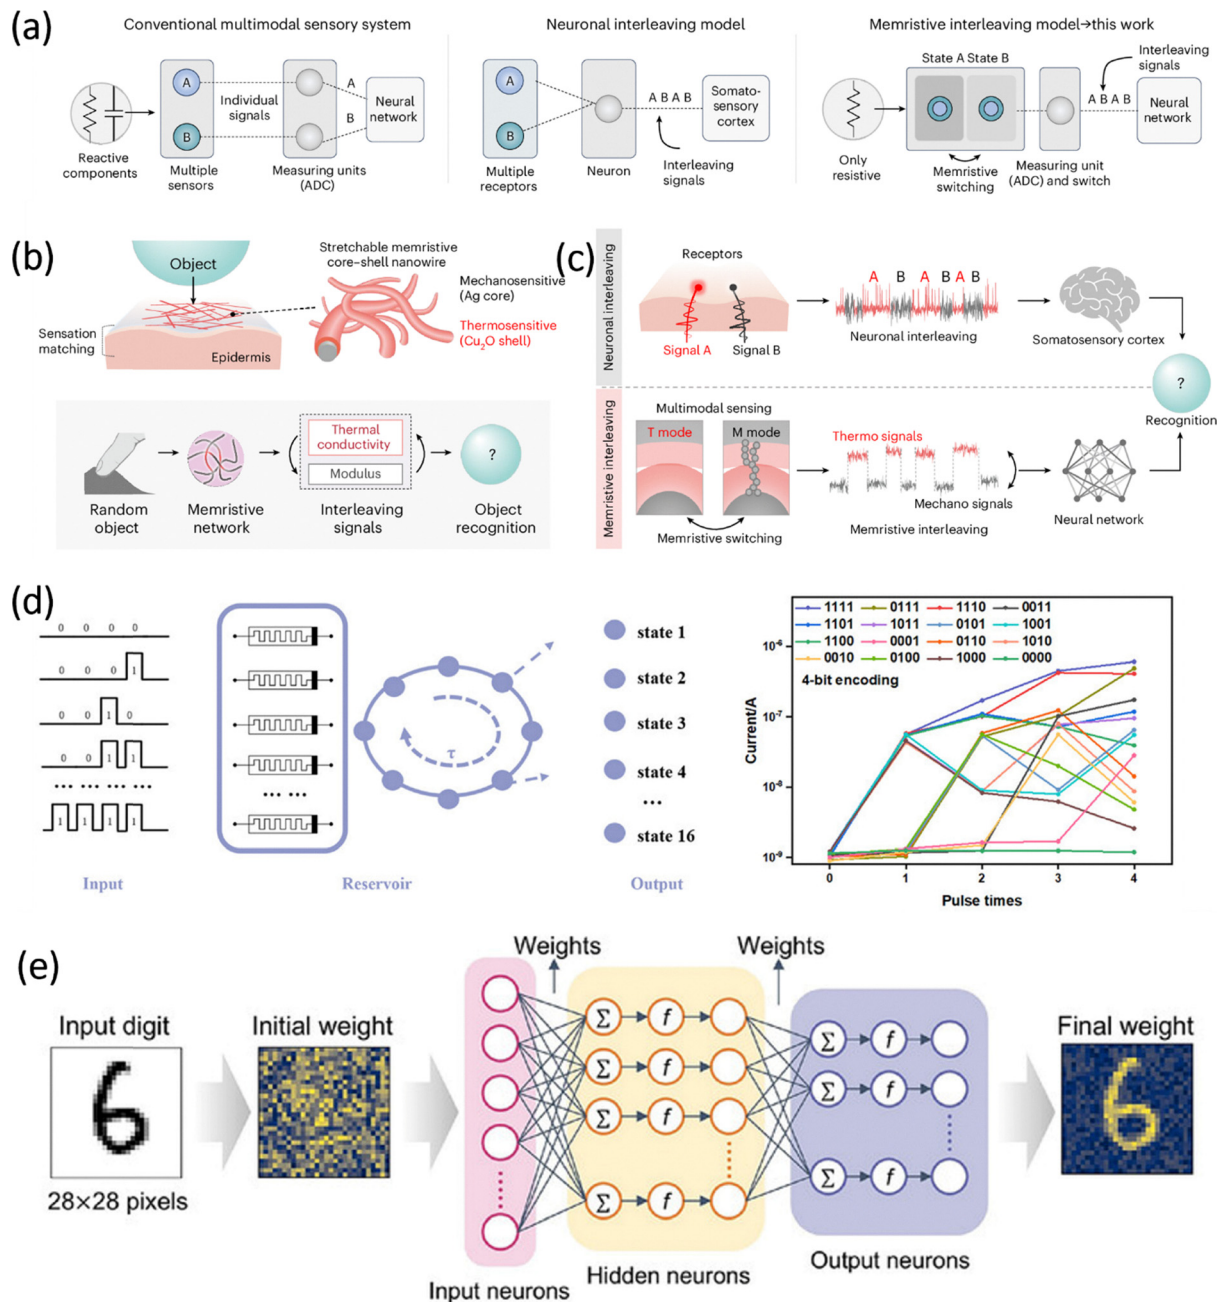 (a)
Conventional multimodal sensory system
A
B
Individual
signals
A
B
Neural
network
Reactive
components
Multiple
sensors
Measuring units
(ADC)
Neuronal interleaving model
A
B
A B A B
Somato-
sensory
cortex
Multiple
receptors
Neuron
Interleaving
signals
Memristive interleaving model→this work
State A State B
Interleaving
signals
A B A B
Neural
network
Only
resistive
Memristive
switching
Measuring unit
(ADC) and switch
(b)
Object
Stretchable memristive
core–shell nanowire
Mechanosensitive
(Ag core)
Thermosensitive
(Cu₂O shell)
Sensation
matching
Epidermis
Thermal
conductivity
Modulus
?
Random
object
Memristive
network
Interleaving
signals
Object
recognition
(c)
Neuronal interleaving
Receptors
Signal A
Signal B
A B A B A B
Neuronal interleaving
Somatosensory cortex
?
Recognition
Memristive interleaving
Multimodal sensing
T mode
M mode
Memristive switching
Thermo signals
Mechano signals
Memristive interleaving
Neural network
(d)
0 0 0 0
0 0 0 1
0 0 1 0
0 0 1 1
... ... ... ...
1 1 1 1
Input
... ...
Reservoir
τ
state 1
state 2
state 3
state 4
...
state 16
Output
1111 0111 1110 0011
1101 1011 0101 1001
1100 0001 0110 1010
0010 0100 1000 0000
4-bit encoding
Current/A
10⁻⁶
10⁻⁷
10⁻⁸
10⁻⁹
0 1 2 3 4
Pulse times
(e)
Input digit
28×28 pixels
Initial weight
Weights
Weights
Σ f
Σ f
Σ f
Σ f
Σ f
Σ f
Σ f
Input neurons
Hidden neurons
Output neurons
Final weight